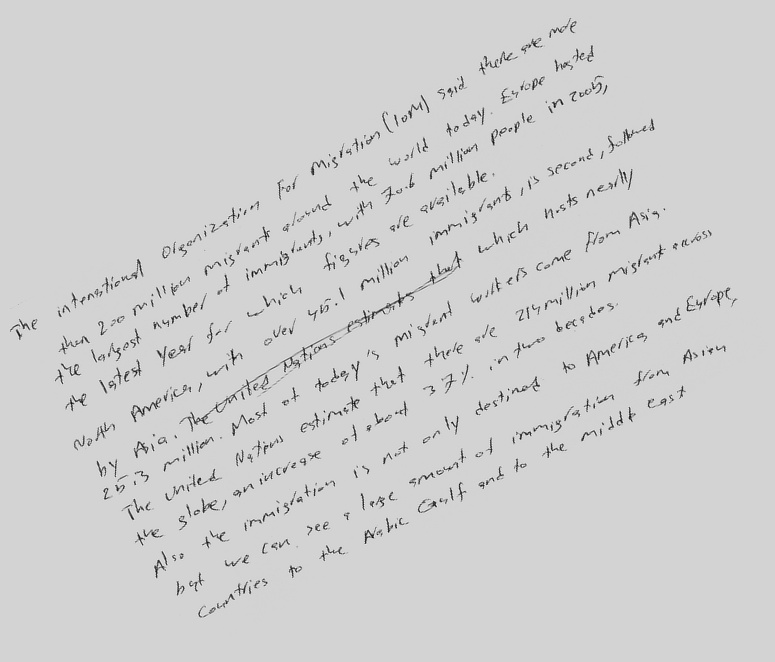 The international Organization For Migration (IOM) said there are more
than 200 million migrants around the world today. Europe hosted
the largest number of immigrants, with 70.6 million people in 2005,
the latest Year for which figures are available.
North America, with over 45.1 million immigrants, is second, followed
by Asia. The United Nations estimates that which hosts nearly
25.3 million. Most of today's migrant workers come from Asia.
The United Nations estimate that there are 214 million migrant across
the globe, an increase of about 37% in two decades.
Also the immigration is not only destined to America and Europe,
but we can see a large amount of immigration from Asian
countries to the Arabic Gulf and to the middle east